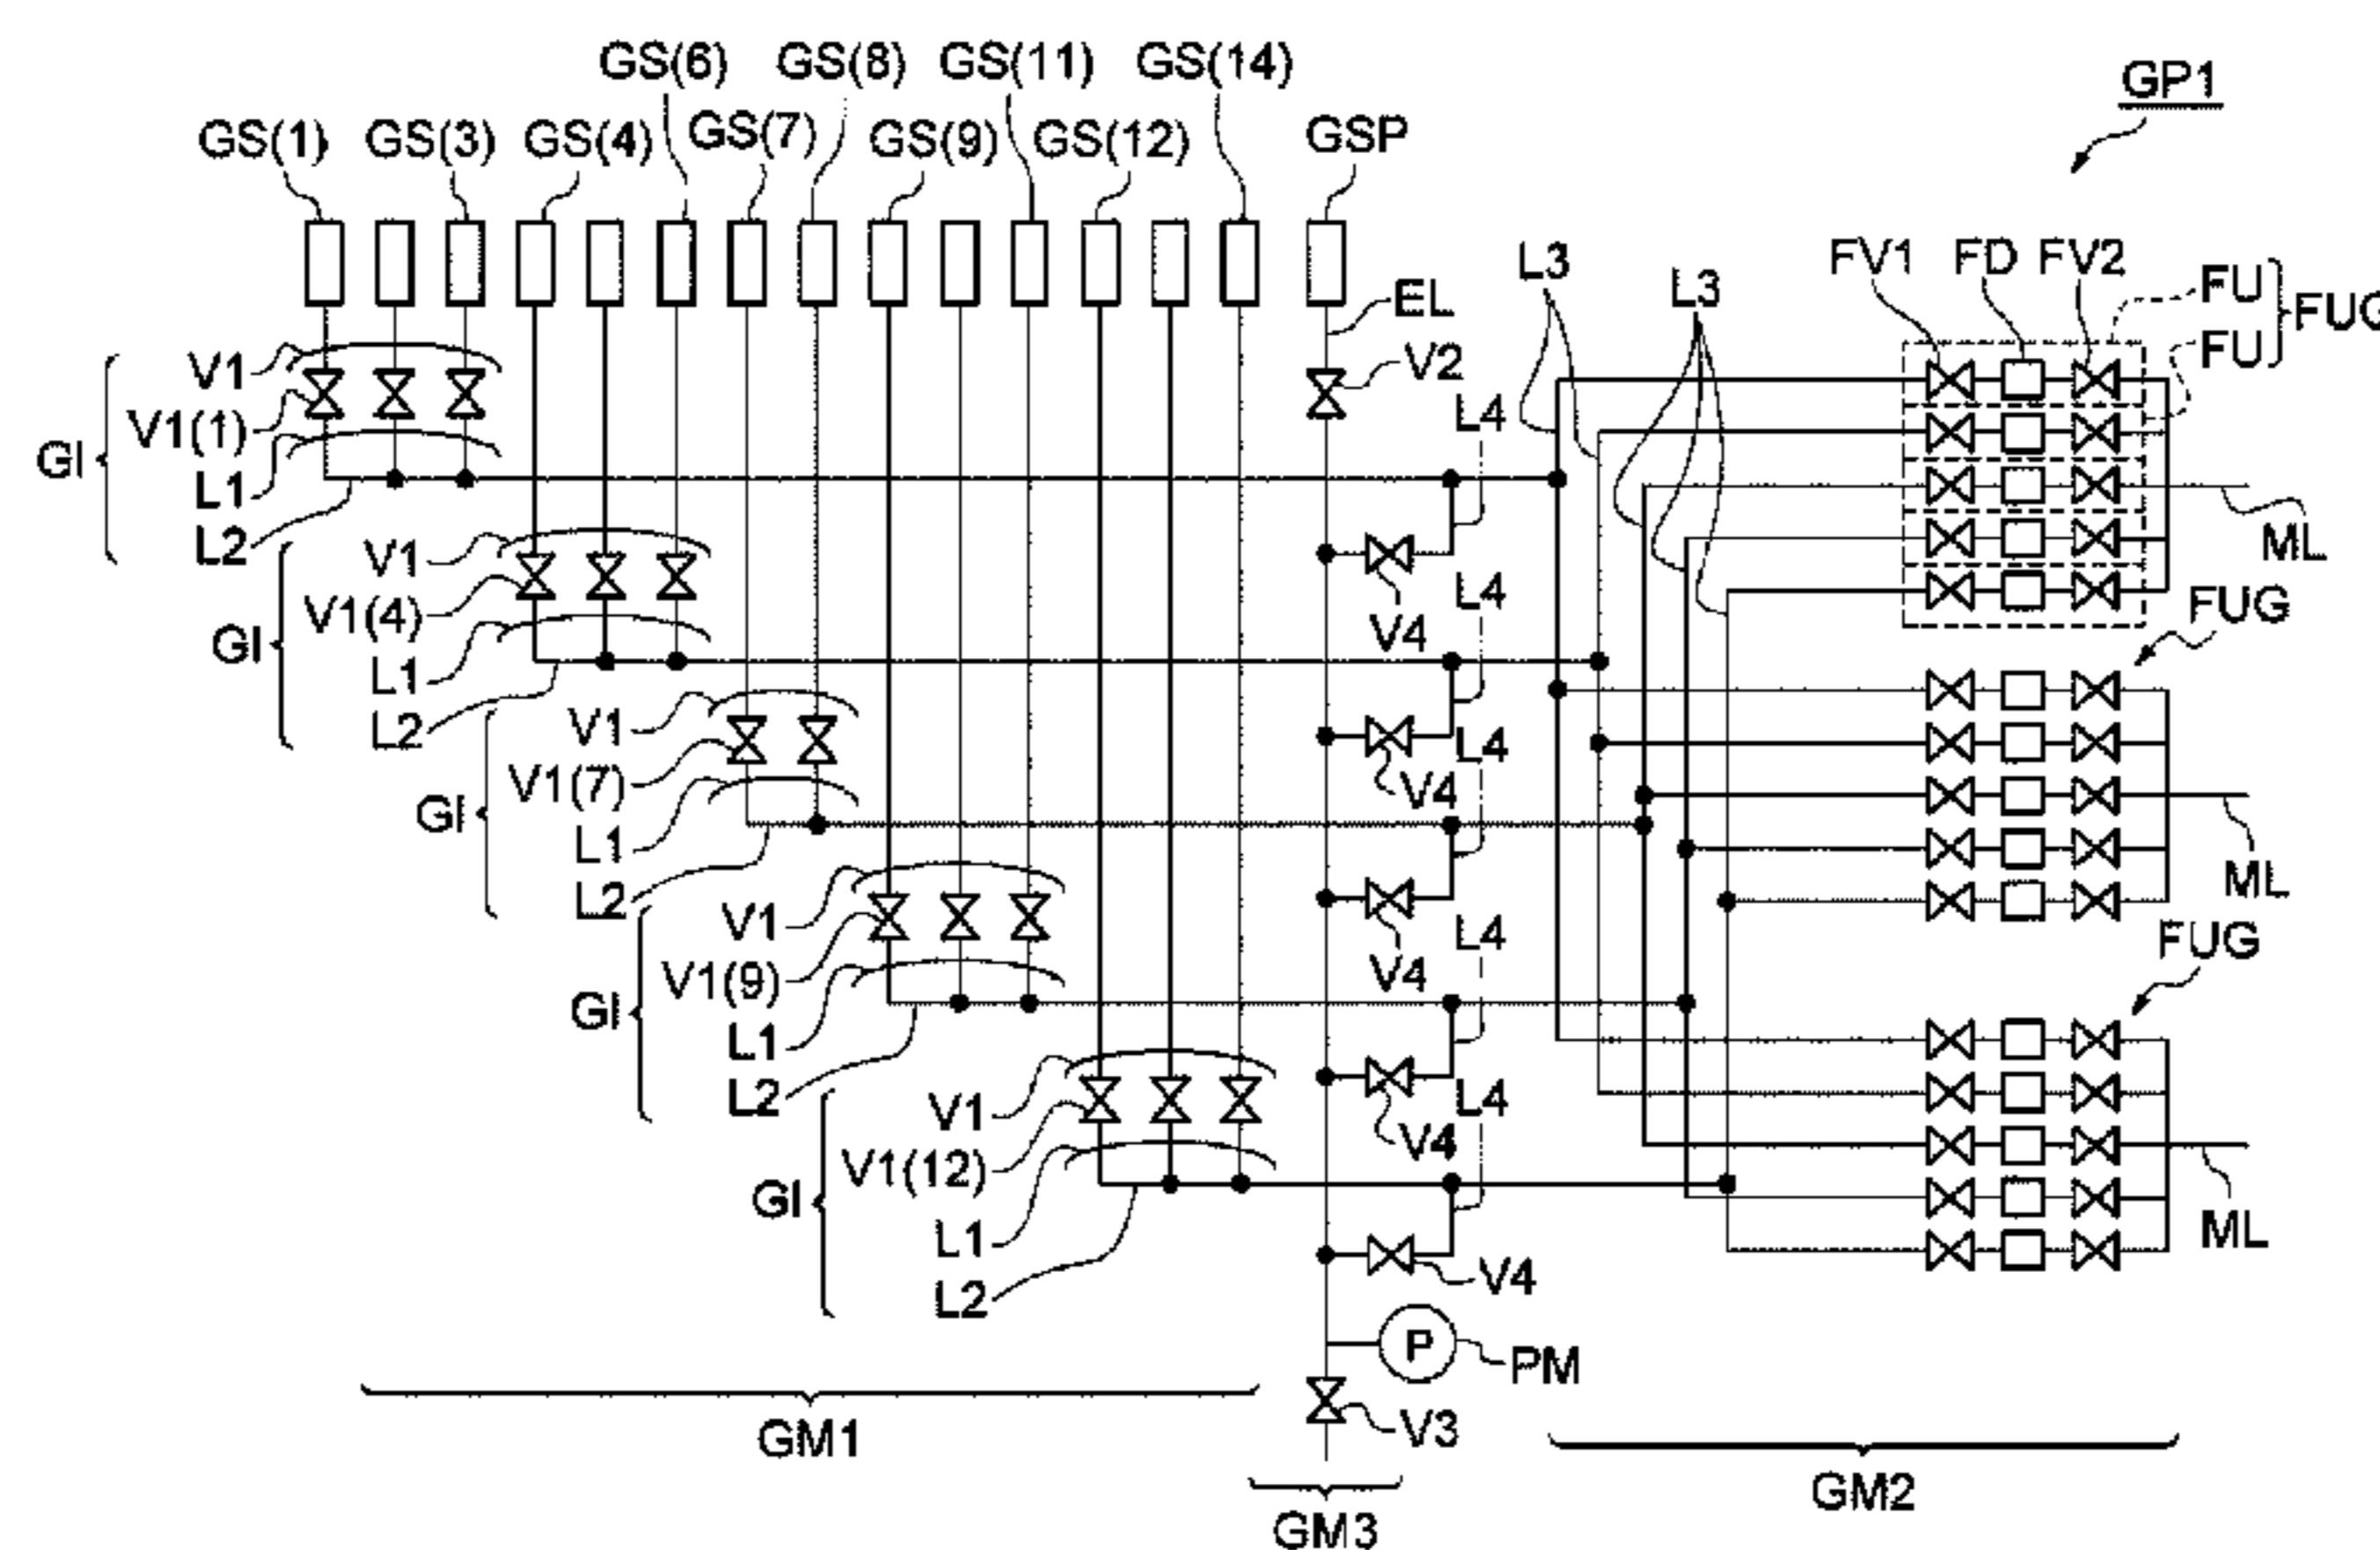 GS(6) GS(8) GS(11) GS(14)
GP1
GS(1) GS(3) GS(4) GS(7) GS(9) GS(12) GSP
L3 L3 FV1 FD FV2 FU
FU
FUG
EL
V1 V2
V1(1) L4
GI
L1
L2 ML
V1 L4
V1(4) V4 FUG
GI
L1
L2 V1 L4
V1(7) V4
GI
L1
L2 ML
V1 L4
V1(9) V4 FUG
GI
L1
L2 V1 L4
V1(12) V4
GI
L1 ML
L2 V4
P PM
GM1 V3
GM2
GM3